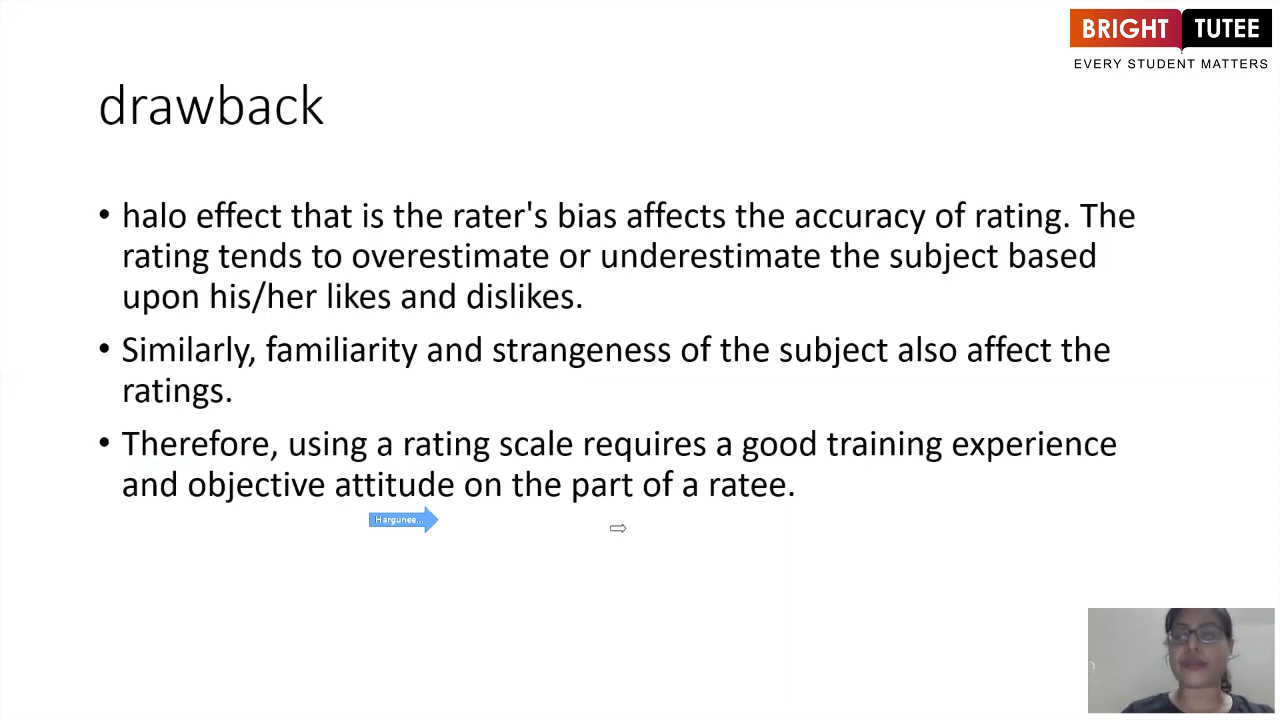 BRIGHT TUTEE
EVERY STUDENT MATTERS
drawback
• halo effect that is the rater's bias affects the accuracy of rating. The
rating tends to overestimate or underestimate the subject based
upon his/her likes and dislikes.
• Similarly, familiarity and strangeness of the subject also affect the
ratings.
• Therefore, using a rating scale requires a good training experience
and objective attitude on the part of a ratee.
Hargunee...